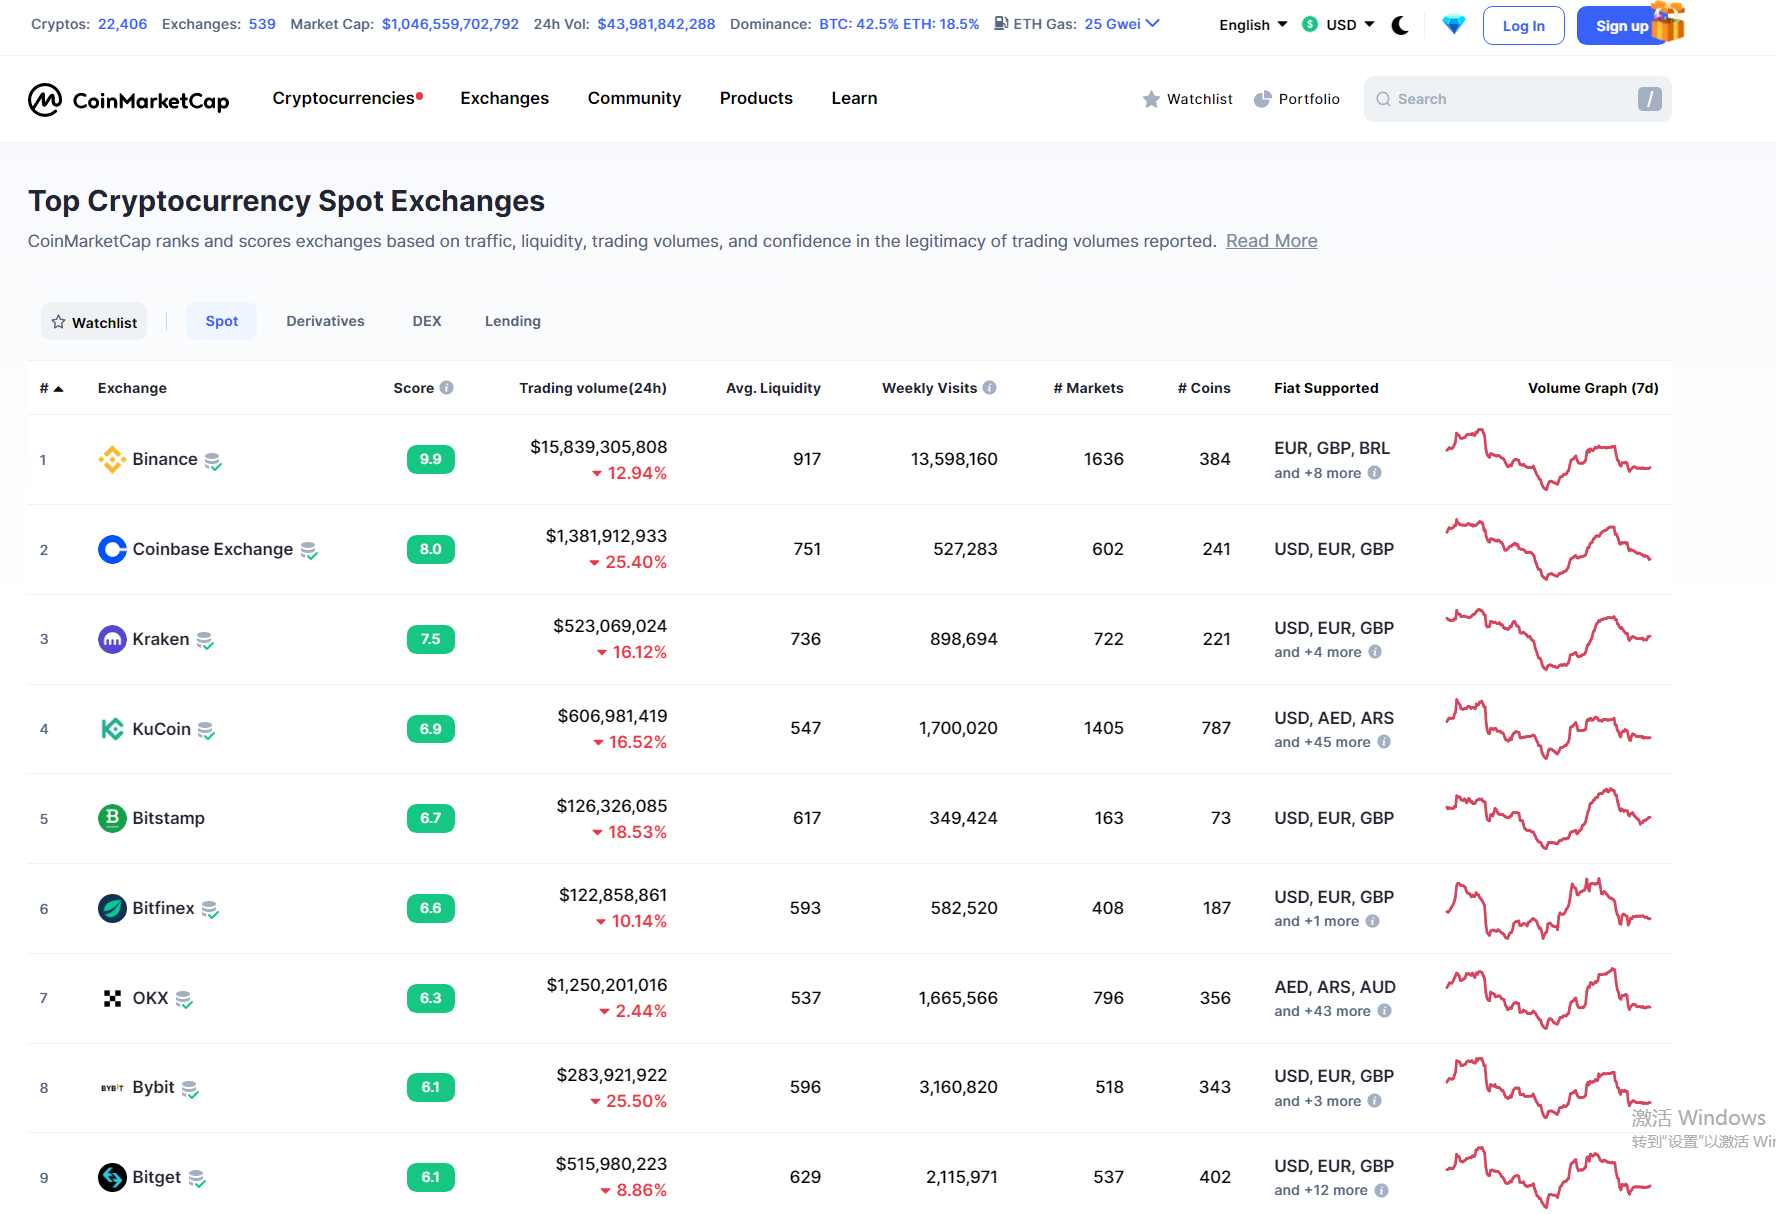 Cryptos: 22,406 Exchanges: 539 Market Cap: $1,046,559,702,792 24h Vol: $43,981,842,288 Dominance: BTC: 42.5% ETH: 18.5% ETH Gas: 25 Gwei English $ USD Log In Sign up
CoinMarketCap Cryptocurrencies Exchanges Community Products Learn Watchlist Portfolio Search /
Top Cryptocurrency Spot Exchanges
CoinMarketCap ranks and scores exchanges based on traffic, liquidity, trading volumes, and confidence in the legitimacy of trading volumes reported. Read More
Watchlist Spot Derivatives DEX Lending
# Exchange Score Trading volume(24h) Avg. Liquidity Weekly Visits # Markets # Coins Fiat Supported Volume Graph (7d)
1 Binance 9.9 $15,839,305,808 917 13,598,160 1636 384 EUR, GBP, BRL
12.94% and +8 more
2 Coinbase Exchange 8.0 $1,381,912,933 751 527,283 602 241 USD, EUR, GBP
25.40%
3 Kraken 7.5 $523,069,024 736 898,694 722 221 USD, EUR, GBP
16.12% and +4 more
4 KuCoin 6.9 $606,981,419 547 1,700,020 1405 787 USD, AED, ARS
16.52% and +45 more
5 Bitstamp 6.7 $126,326,085 617 349,424 163 73 USD, EUR, GBP
18.53%
6 Bitfinex 6.6 $122,858,861 593 582,520 408 187 USD, EUR, GBP
10.14% and +1 more
7 OKX 6.3 $1,250,201,016 537 1,665,566 796 356 AED, ARS, AUD
2.44% and +43 more
8 BYBIT Bybit 6.1 $283,921,922 596 3,160,820 518 343 USD, EUR, GBP
25.50% and +3 more
激活 Windows
转到"设置"以激活 Win
9 Bitget 6.1 $515,980,223 629 2,115,971 537 402 USD, EUR, GBP
8.86% and +12 more